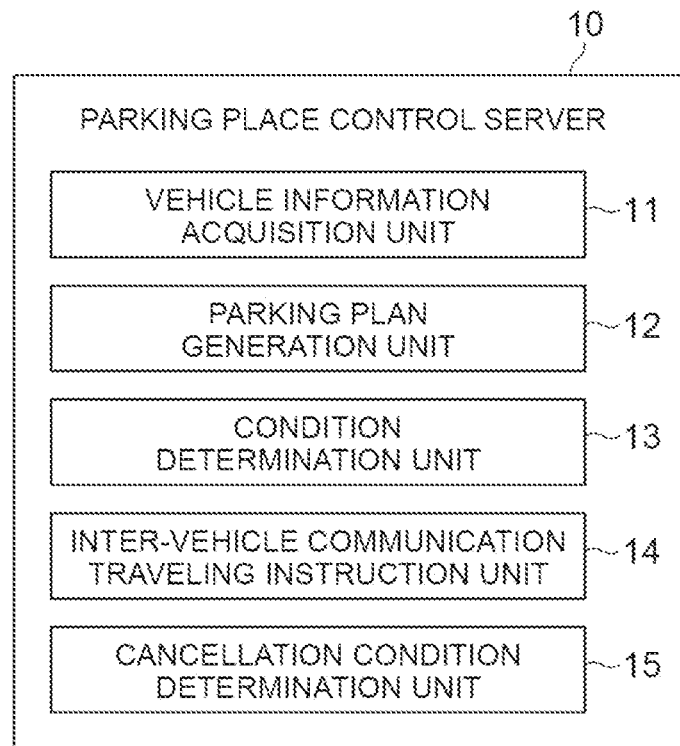 10
PARKING PLACE CONTROL SERVER
VEHICLE INFORMATION
ACQUISITION UNIT
11
PARKING PLAN
GENERATION UNIT
12
CONDITION
DETERMINATION UNIT
13
INTER-VEHICLE COMMUNICATION
TRAVELING INSTRUCTION UNIT
14
CANCELLATION CONDITION
DETERMINATION UNIT
15